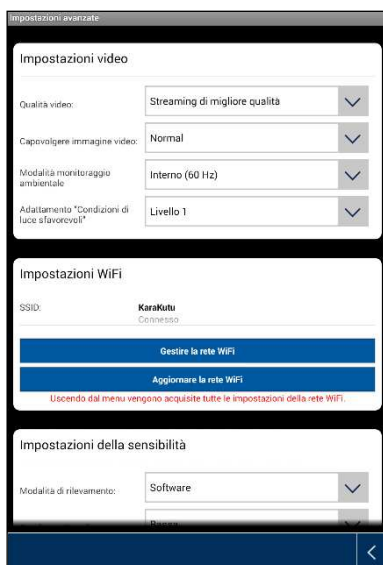 Impostazioni avanzate
Impostazioni video
Qualità video:
Streaming di migliore qualità
Capovolgere immagine video:
Normal
Modalità monitoraggio
ambientale
Interno (60 Hz)
Adattamento "Condizioni di
luce sfavorevoli"
Livello 1
Impostazioni WiFi
SSID:
KaraKutu
Connesso
Gestire la rete WiFi
Aggiornare la rete WiFi
Uscendo dal menu vengono acquisite tutte le impostazioni della rete WiFi.
Impostazioni della sensibilità
Modalità di rilevamento:
Software